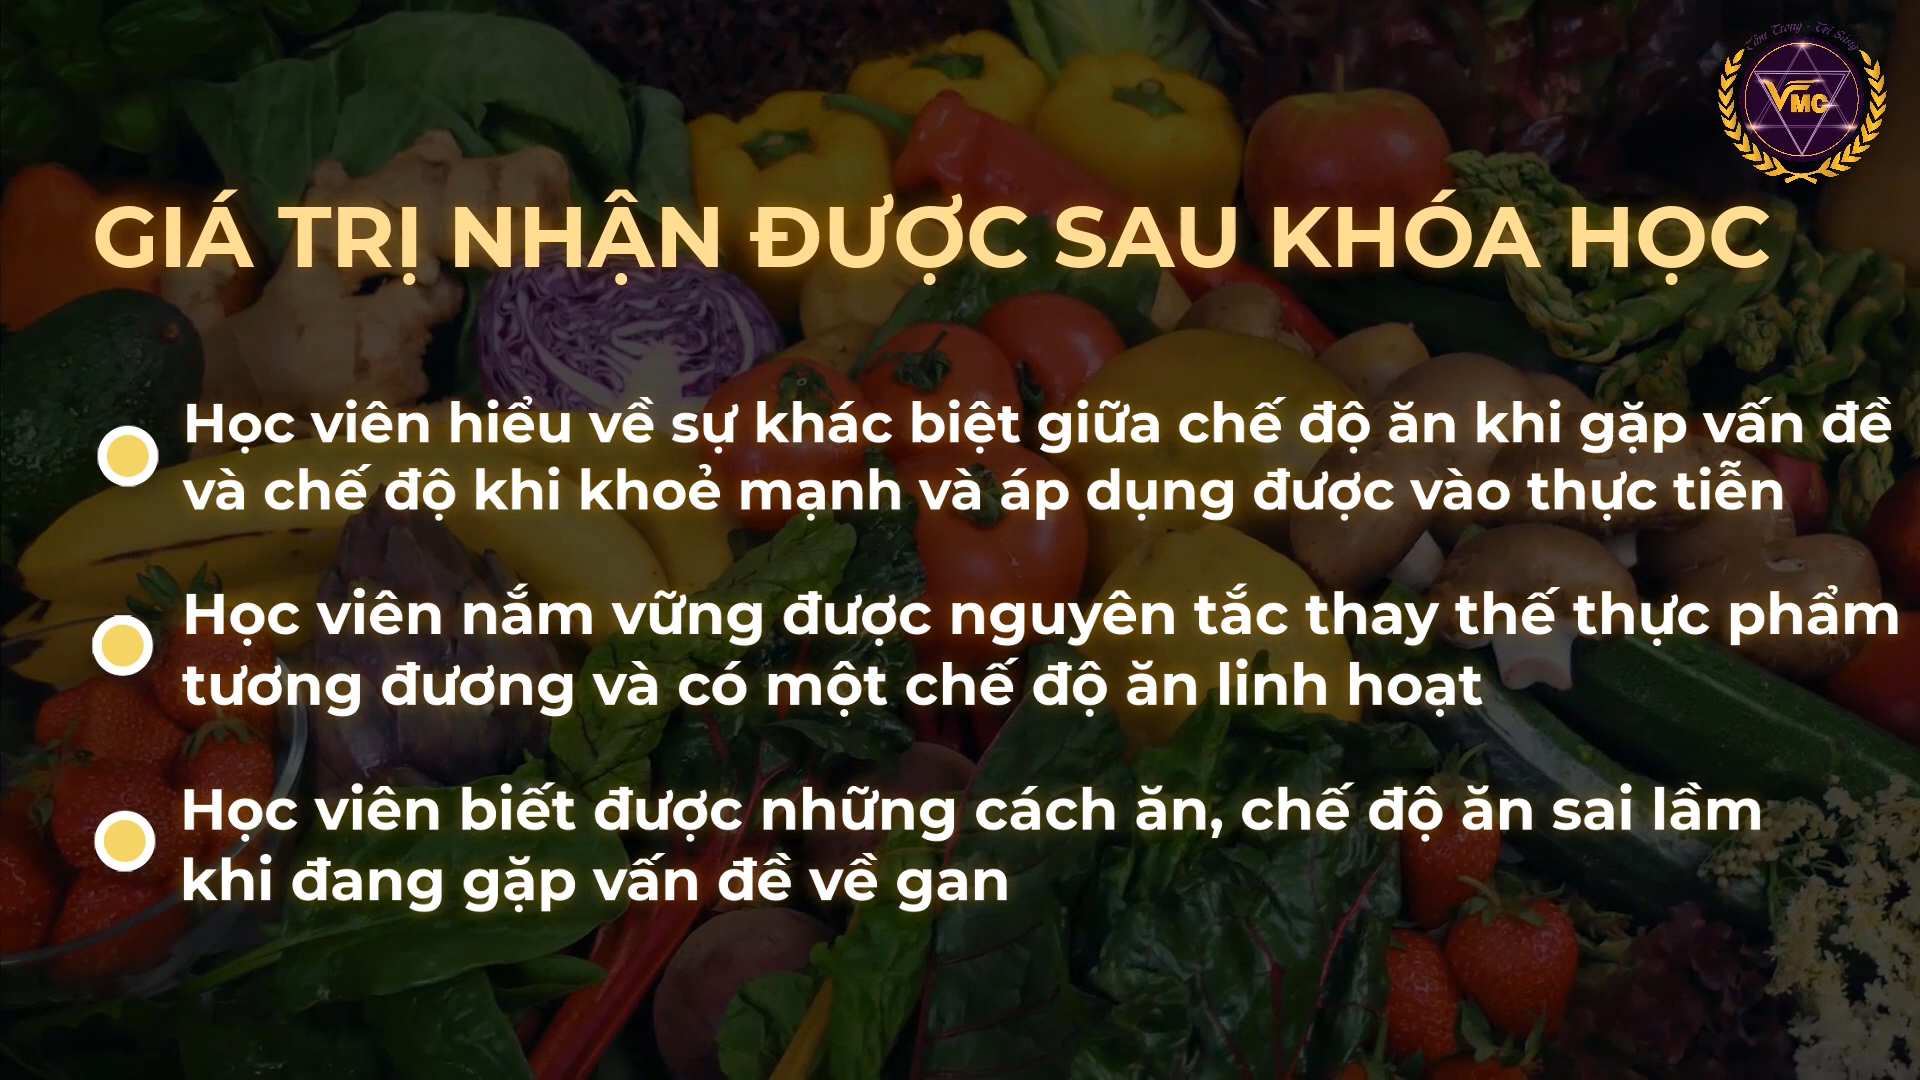 Tâm Trong - Trí Sáng
VMC
GIÁ TRỊ NHẬN ĐƯỢC SAU KHÓA HỌC
Học viên hiểu về sự khác biệt giữa chế độ ăn khi gặp vấn đề
và chế độ khi khoẻ mạnh và áp dụng được vào thực tiễn
Học viên nắm vững được nguyên tắc thay thế thực phẩm
tương đương và có một chế độ ăn linh hoạt
Học viên biết được những cách ăn, chế độ ăn sai lầm
khi đang gặp vấn đề về gan